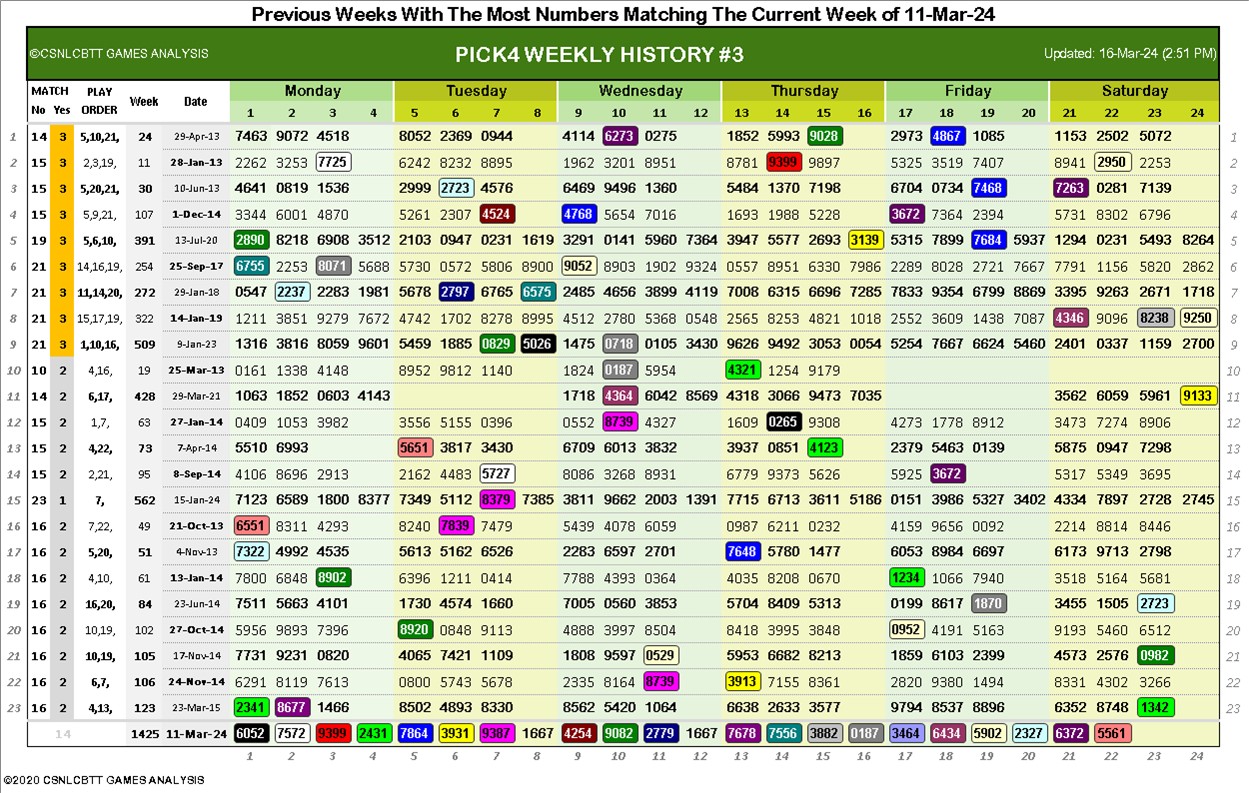 Previous Weeks With The Most Numbers Matching The Current Week of 11-Mar-24
©CSNLCBTT GAMES ANALYSIS PICK4 WEEKLY HISTORY #3 Updated: 16-Mar-24 (2:51 PM)
MATCH PLAY Week Date Monday Tuesday Wednesday Thursday Friday Saturday
No Yes ORDER 1 2 3 4 5 6 7 8 9 10 11 12 13 14 15 16 17 18 19 20 21 22 23 24
1 14 3 5,10,21, 24 29-Apr-13 7463 9072 4518 8052 2369 0944 4114 6273 0275 1852 5993 9028 2973 4867 1085 1153 2502 5072 1
2 15 3 2,3,19, 11 28-Jan-13 2262 3253 7725 6242 8232 8895 1962 3201 8951 8781 9399 9897 5325 3519 7407 8941 2950 2253 2
3 15 3 5,20,21, 30 10-Jun-13 4641 0819 1536 2999 2723 4576 6469 9496 1360 5484 1370 7198 6704 0734 7468 7263 0281 7139 3
4 15 3 5,9,21, 107 1-Dec-14 3344 6001 4870 5261 2307 4524 4768 5654 7016 1693 1988 5228 3672 7364 2394 5731 8302 6796 4
5 19 3 5,6,10, 391 13-Jul-20 2890 8218 6908 3512 2103 0947 0231 1619 3291 0141 5960 7364 3947 5577 2693 3139 5315 7899 7684 5937 1294 0231 5493 8264 5
6 21 3 14,16,19, 254 25-Sep-17 6755 2253 8071 5688 5730 0572 5806 8900 9052 8903 1902 9324 0557 8951 6330 7986 2289 8028 2721 7667 7791 1156 5820 2862 6
7 21 3 11,14,20, 272 29-Jan-18 0547 2237 2283 1981 5678 2797 6765 6575 2485 4656 3899 4119 7008 6315 6696 7285 7833 9354 6799 8869 3395 9263 2671 1718 7
8 21 3 15,17,19, 322 14-Jan-19 1211 3851 9279 7672 4742 1702 8278 8995 4512 2780 5368 0548 2565 8253 4821 1018 2552 3609 1438 7087 4346 9096 8238 9250 8
9 21 3 1,10,16, 509 9-Jan-23 1316 3816 8059 9601 5459 1885 0829 5026 1475 0718 0105 3430 9626 9492 3053 0054 5254 7667 6624 5460 2401 0337 1159 2700 9
10 10 2 4,16, 19 25-Mar-13 0161 1338 4148 8952 9812 1140 1824 0187 5954 4321 1254 9179 10
11 14 2 6,17, 428 29-Mar-21 1063 1852 0603 4143 1718 4364 6042 8569 4318 3066 9473 7035 3562 6059 5961 9133 11
12 15 2 1,7, 63 27-Jan-14 0409 1053 3982 3556 5155 0396 0552 8739 4327 1609 0265 9308 4273 1778 8912 3473 7274 8906 12
13 15 2 4,22, 73 7-Apr-14 5510 6993 5651 3817 3430 6709 6013 3832 3937 0851 4123 2379 5463 0139 5875 0497 7298 13
14 15 2 2,21, 95 8-Sep-14 4106 8696 2913 2162 4483 5727 8086 3268 8931 6779 9373 5626 5925 3672 5317 5349 3695 14
15 23 1 7, 562 15-Jan-24 7123 6589 1800 8377 7349 5112 8379 7385 3811 9662 2003 1391 7715 6713 3611 5186 0151 3986 5327 3402 4334 7897 2728 2745 15
16 16 2 7,22, 49 21-Oct-13 6551 8311 4293 8240 7839 7479 5439 4078 6059 0987 6211 0232 4159 9656 0092 2214 8814 8446 16
17 16 2 5,20, 51 4-Nov-13 7322 4992 4535 5613 5162 6526 2283 6597 2701 7648 5780 1477 6053 8984 6697 6173 9713 2798 17
18 16 2 4,10, 61 13-Jan-14 7800 6848 8902 6396 1211 0414 7788 4393 0364 4035 8208 0670 1234 1066 7940 3518 5164 5681 18
19 16 2 16,20, 84 23-Jun-14 7511 5663 4101 1730 4574 1660 7005 0560 3853 5704 8409 5313 0199 8617 1870 3455 1505 2723 19
20 16 2 10,19, 102 27-Oct-14 5956 9893 7396 8920 0848 9113 4888 3997 8504 8418 3995 3848 0952 4191 5163 9193 5460 6512 20
21 16 2 10,19, 105 17-Nov-14 7731 9231 0820 4065 7421 1109 1808 9597 0529 5953 6682 8213 1859 6103 2399 4573 2576 0982 21
22 16 2 6,7, 106 24-Nov-14 6291 8119 7613 0800 5743 5678 2335 8164 8739 3913 7155 8361 2820 9380 1494 8331 4302 3266 22
23 16 2 4,13, 123 23-Mar-15 2341 8677 1466 8502 4893 8330 8562 5420 1064 6638 2633 3577 9794 8537 8896 6352 8748 1342 23
14 1425 11-Mar-24 6052 7572 9399 2431 7864 3931 9387 1667 4254 9082 2779 1667 7678 7556 3882 0187 3464 6434 5902 2327 6372 5561
1 2 3 4 5 6 7 8 9 10 11 12 13 14 15 16 17 18 19 20 21 22 23 24
©2020 CSNLCBTT GAMES ANALYSIS